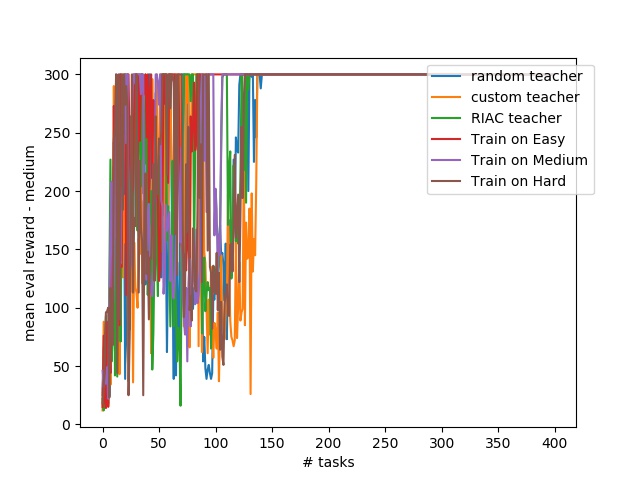 300
250
200
150
100
50
0
mean eval reward - medium
random teacher
custom teacher
RIAC teacher
Train on Easy
Train on Medium
Train on Hard
0 50 100 150 200 250 300 350 400
# tasks